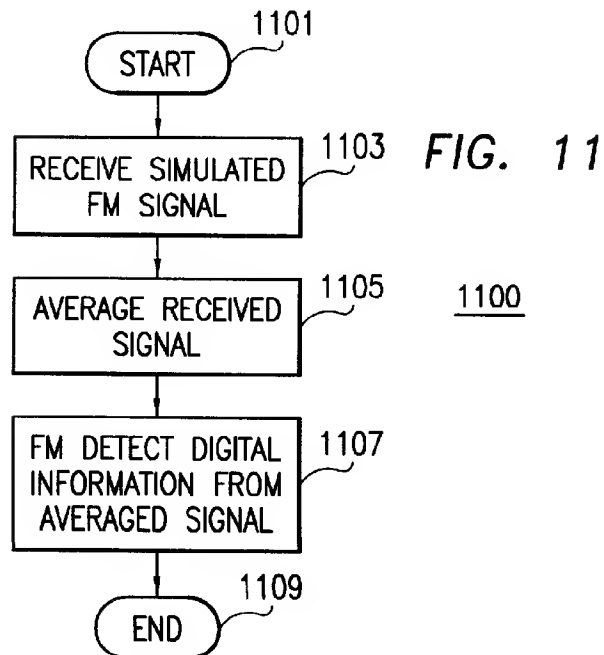 1101
START
1103
FIG. 11
RECEIVE SIMULATED
FM SIGNAL
1105
AVERAGE RECEIVED
SIGNAL
1100
1107
FM DETECT DIGITAL
INFORMATION FROM
AVERAGED SIGNAL
1109
END